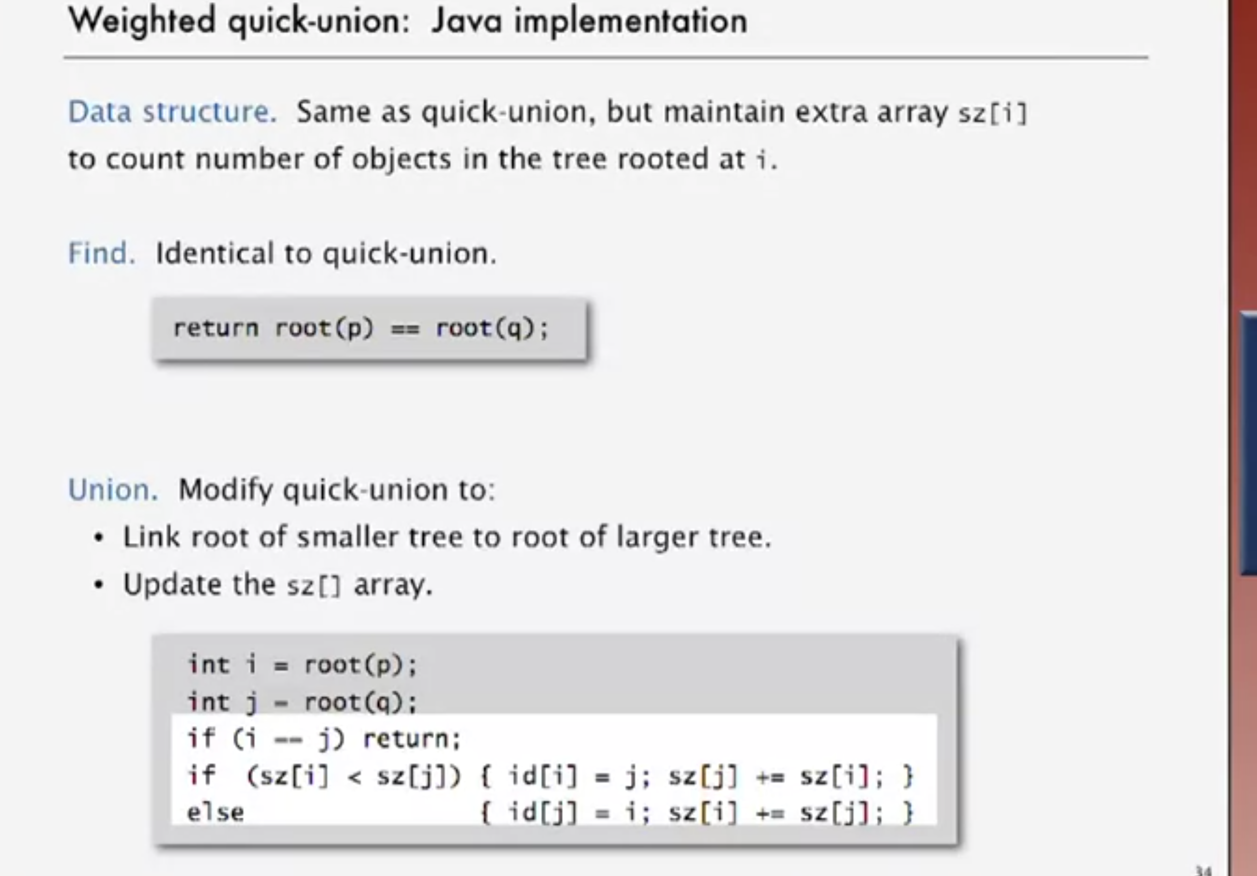 Weighted quick-union: Java implementation
Data structure. Same as quick-union, but maintain extra array sz[i]
to count number of objects in the tree rooted at i.
Find. Identical to quick-union.
return root(p) == root(q);
Union. Modify quick-union to:
• Link root of smaller tree to root of larger tree.
• Update the sz[] array.
int i = root(p);
int j = root(q);
if (i == j) return;
if (sz[i] < sz[j]) { id[i] = j; sz[j] += sz[i]; }
else { id[j] = i; sz[i] += sz[j]; }
34